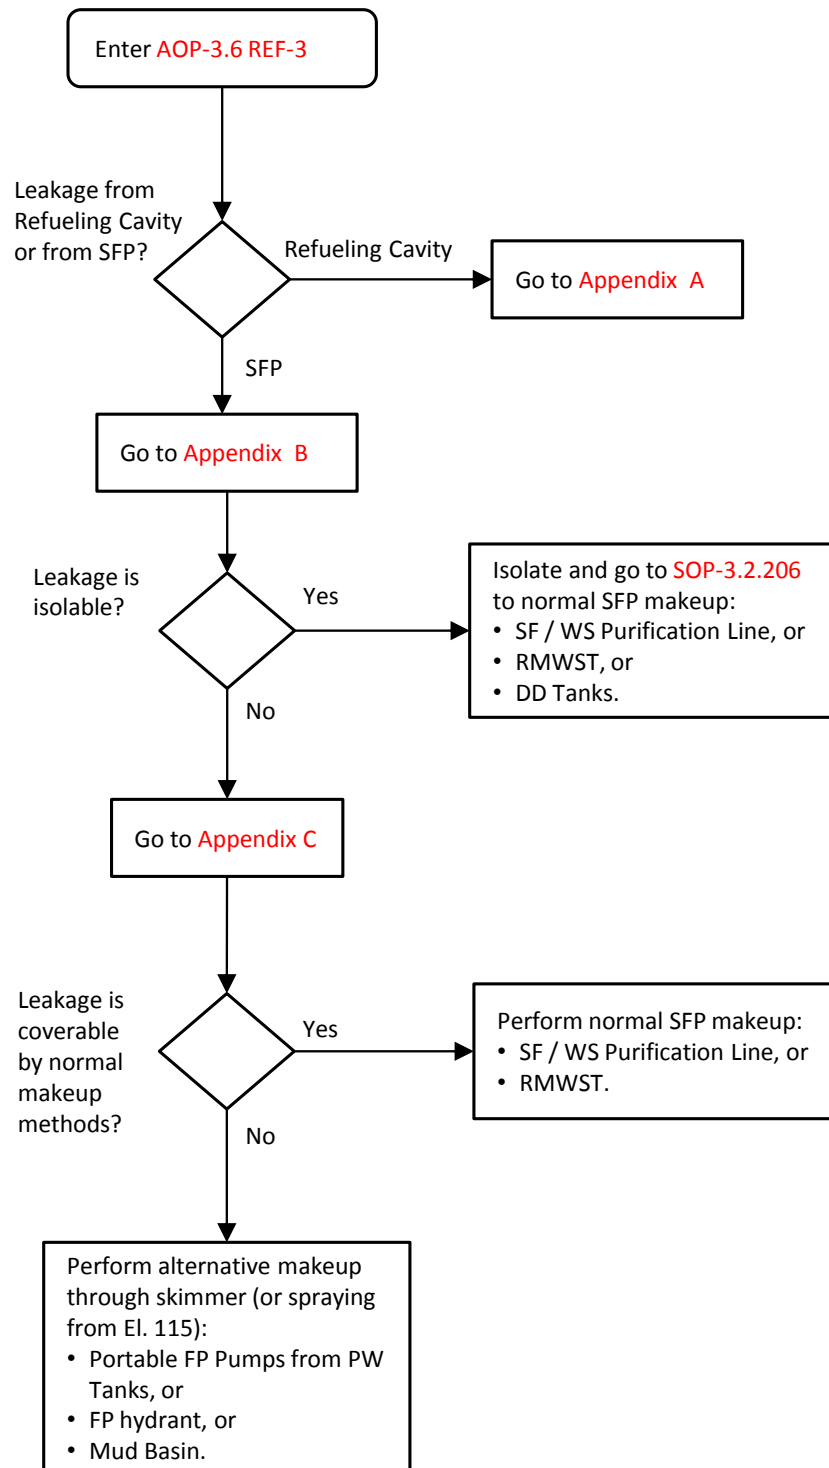 Enter AOP-3.6 REF-3
Leakage from
Refueling Cavity
or from SFP?
Refueling Cavity
Go to Appendix A
SFP
Go to Appendix B
Leakage is
isolable?
Yes
Isolate and go to SOP-3.2.206
to normal SFP makeup:
• SF / WS Purification Line, or
• RMWST, or
• DD Tanks.
No
Go to Appendix C
Leakage is
coverable
by normal
makeup
methods?
Yes
Perform normal SFP makeup:
• SF / WS Purification Line, or
• RMWST.
No
Perform alternative makeup
through skimmer (or spraying
from El. 115):
• Portable FP Pumps from PW
Tanks, or
• FP hydrant, or
• Mud Basin.